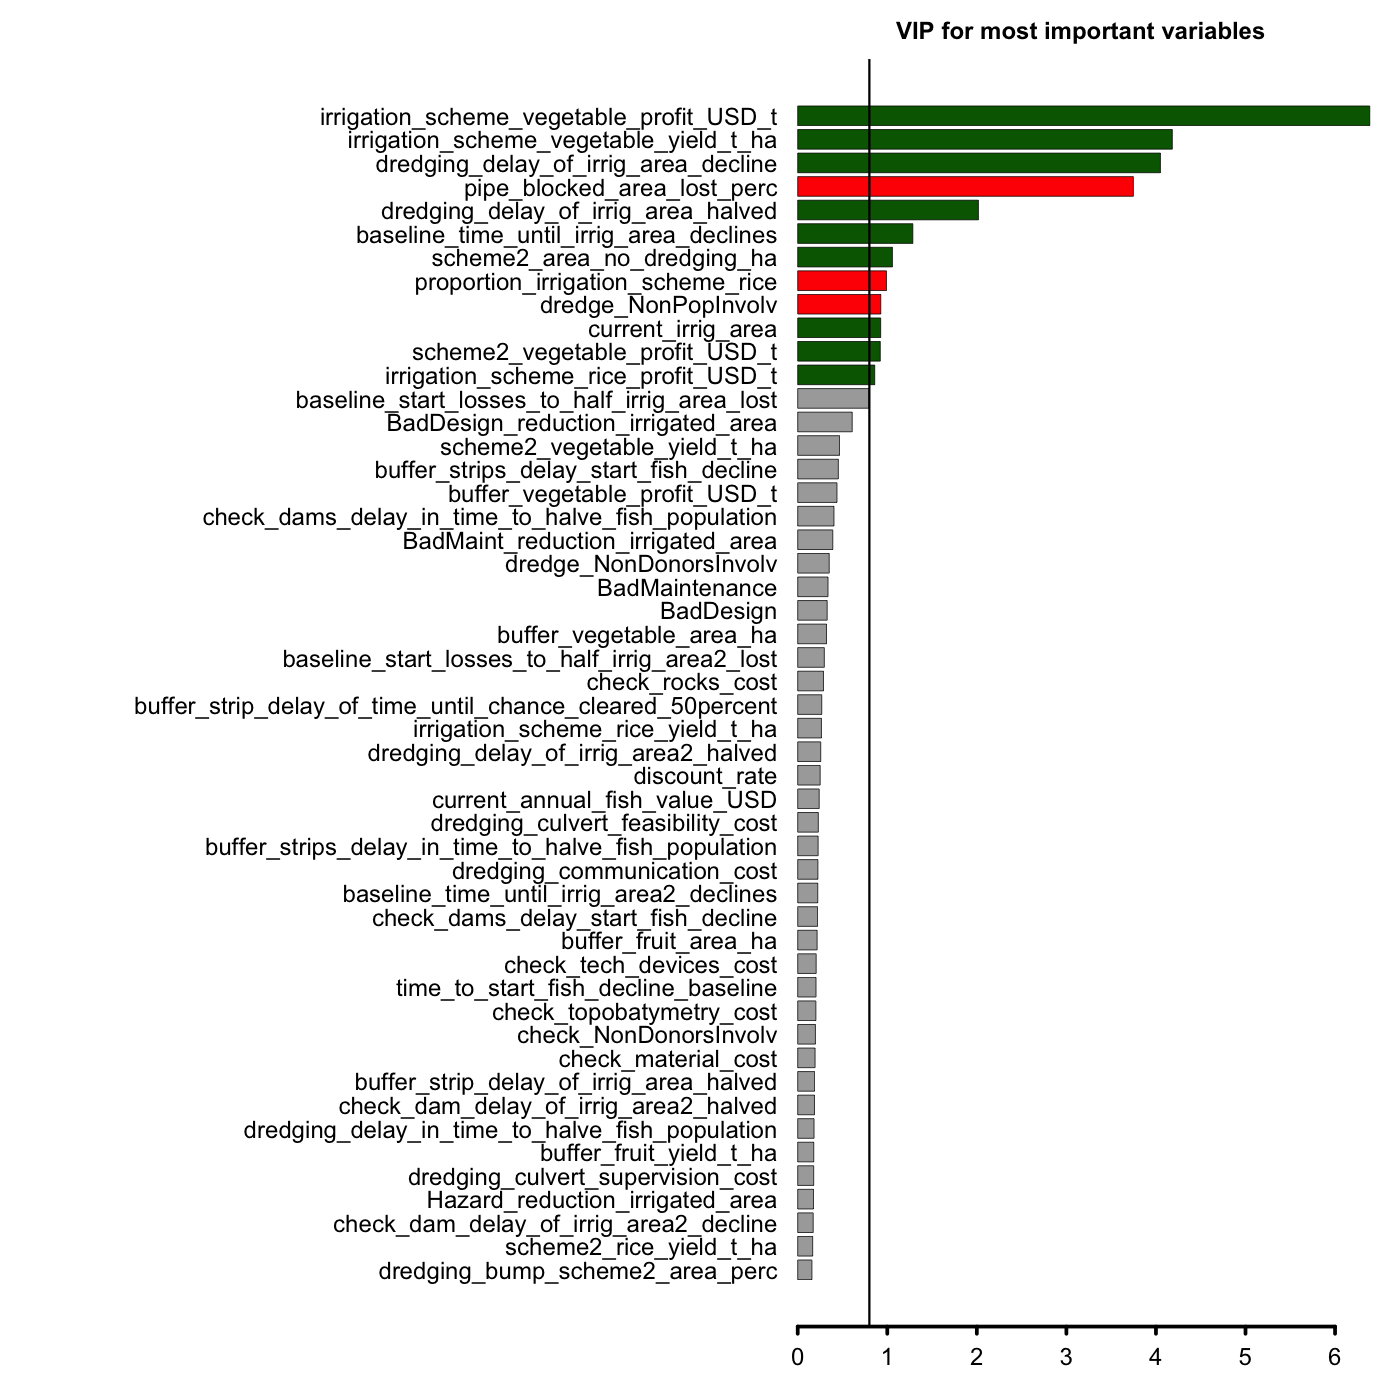 VIP for most important variables
irrigation_scheme_vegetable_profit_USD_t
irrigation_scheme_vegetable_yield_t_ha
dredging_delay_of_irrig_area_decline
pipe_blocked_area_lost_perc
dredging_delay_of_irrig_area_halved
baseline_time_until_irrig_area_declines
scheme2_area_no_dredging_ha
proportion_irrigation_scheme_rice
dredge_NonPopInvolv
current_irrig_area
scheme2_vegetable_profit_USD_t
irrigation_scheme_rice_profit_USD_t
baseline_start_losses_to_half_irrig_area_lost
BadDesign_reduction_irrigated_area
scheme2_vegetable_yield_t_ha
buffer_strips_delay_start_fish_decline
buffer_vegetable_profit_USD_t
check_dams_delay_in_time_to_halve_fish_population
BadMaint_reduction_irrigated_area
dredge_NonDonorsInvolv
BadMaintenance
BadDesign
buffer_vegetable_area_ha
baseline_start_losses_to_half_irrig_area2_lost
check_rocks_cost
buffer_strip_delay_of_time_until_chance_cleared_50percent
irrigation_scheme_rice_yield_t_ha
dredging_delay_of_irrig_area2_halved
discount_rate
current_annual_fish_value_USD
dredging_culvert_feasibility_cost
buffer_strips_delay_in_time_to_halve_fish_population
dredging_communication_cost
baseline_time_until_irrig_area2_declines
check_dams_delay_start_fish_decline
buffer_fruit_area_ha
check_tech_devices_cost
time_to_start_fish_decline_baseline
check_topobatymetry_cost
check_NonDonorsInvolv
check_material_cost
buffer_strip_delay_of_irrig_area_halved
check_dam_delay_of_irrig_area2_halved
dredging_delay_in_time_to_halve_fish_population
buffer_fruit_yield_t_ha
dredging_culvert_supervision_cost
Hazard_reduction_irrigated_area
check_dam_delay_of_irrig_area2_decline
scheme2_rice_yield_t_ha
dredging_bump_scheme2_area_perc
0 1 2 3 4 5 6